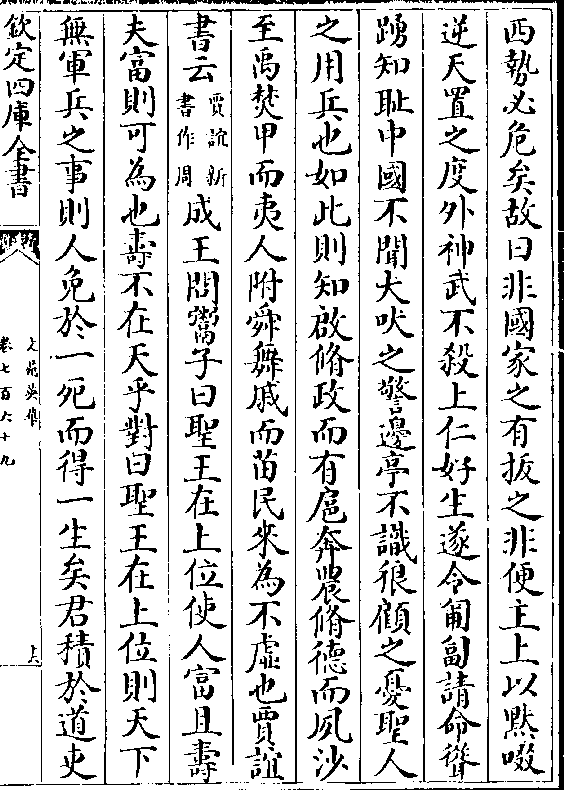 西勢必危矣故曰非國家之有扳之非便主上以黙啜
逆天置之度外神武不殺上仁好生遂令匍匐請命聳
踴知耻中國不聞犬吠之警邊亭不識狼顧之憂聖人
之用兵也如此則知啟脩政而有扈奔農脩德而夙沙
至禹焚甲而夷人附舜舞戚而苗民來為不虛也賈誼
書云賈誼新書作周成王問鬻子曰聖王在上位使人富且壽
夫富則可為也壽不在天乎對曰聖王在上位則天下
無軍兵之事則人免於一死而得一生矣君積於道吏
欽定四庫全書
文苑英華
卷七百六十九